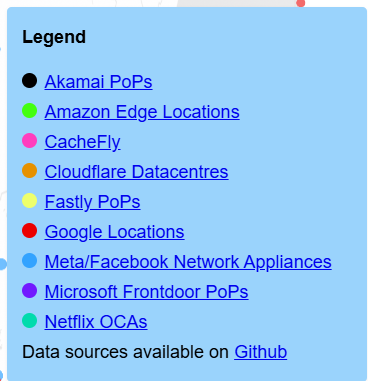 Legend
Akamai PoPs
Amazon Edge Locations
CacheFly
Cloudflare Datacentres
Fastly PoPs
Google Locations
Meta/Facebook Network Appliances
Microsoft Frontdoor PoPs
Netflix OCAs
Data sources available on Github